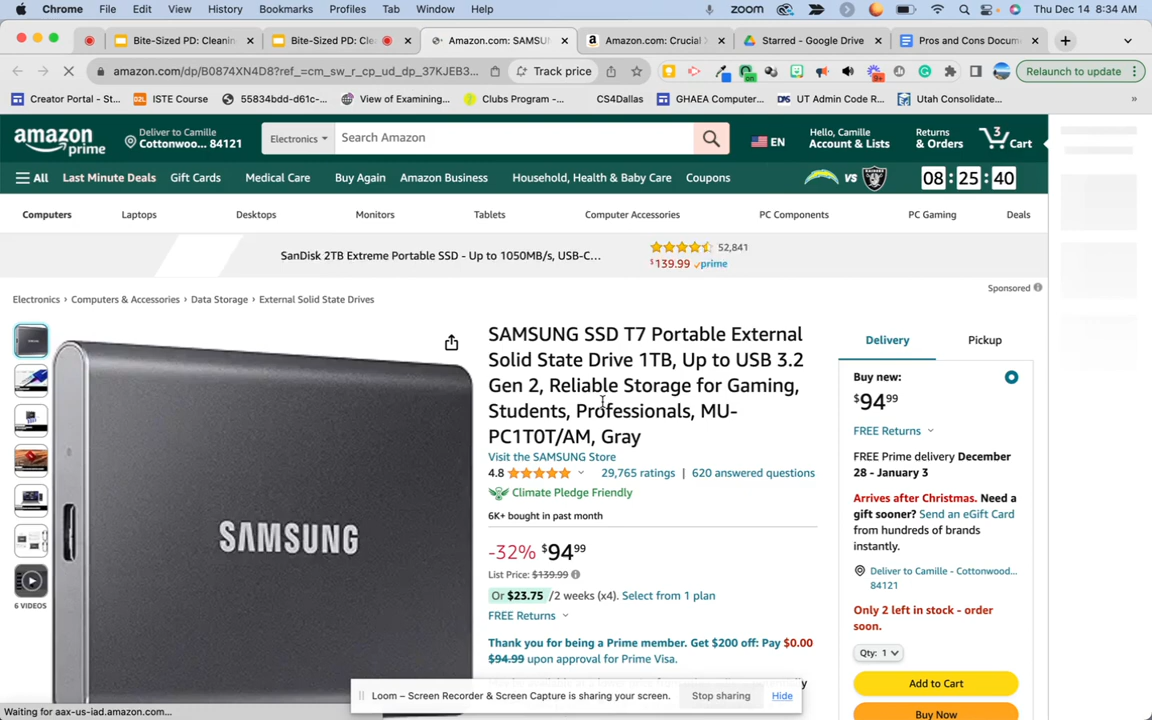 Chrome File Edit View History Bookmarks Profiles Tab Window Help zoom Thu Dec 14 8:34 AM
Bite-Sized PD: Cleanin Bite-Sized PD: Cle Amazon.com: SAMSU Amazon.com: Crucial X Starred - Google Drive Pros and Cons Docum
amazon.com/dp/B0874XN4D8?ref_=cm_sw_r_cp_ud_dp_37KJEB3... Track price Relaunch to update
Creator Portal - St... ISTE Course 55834bdd-d61c-... View of Examining... Clubs Program -... CS4Dallas GHAEA Computer... UT Admin Code R... Utah Consolidate...
amazon prime
Deliver to Camille
Cottonwoo... 84121
Electronics Search Amazon
EN
Hello, Camille
Account & Lists
Returns
& Orders
3 Cart
All Last Minute Deals Gift Cards Medical Care Buy Again Amazon Business Household, Health & Baby Care Coupons VS 08 : 25 : 40
Computers Laptops Desktops Monitors Tablets Computer Accessories PC Components PC Gaming Deals
SanDisk 2TB Extreme Portable SSD - Up to 1050MB/s, USB-C... 52,841
$139.99 prime
Sponsored
Electronics › Computers & Accessories › Data Storage › External Solid State Drives
SAMSUNG SSD T7 Portable External
Solid State Drive 1TB, Up to USB 3.2
Gen 2, Reliable Storage for Gaming,
Students, Professionals, MU-
PC1T0T/AM, Gray
Visit the SAMSUNG Store
4.8 29,765 ratings | 620 answered questions
Climate Pledge Friendly
6K+ bought in past month
-32% $94.99
List Price: $139.99
Or $23.75 /2 weeks (x4). Select from 1 plan
FREE Returns
Thank you for being a Prime member. Get $200 off: Pay $0.00
$94.99 upon approval for Prime Visa.
SAMSUNG
6 VIDEOS
Delivery Pickup
Buy new:
$94.99
FREE Returns
FREE Prime delivery December
28 - January 3
Arrives after Christmas. Need a
gift sooner? Send an eGift Card
from hundreds of brands
instantly.
Deliver to Camille - Cottonwood...
84121
Only 2 left in stock - order
soon.
Qty: 1
Add to Cart
Buy Now
Loom – Screen Recorder & Screen Capture is sharing your screen. Stop sharing Hide
Waiting for aax-us-iad.amazon.com...